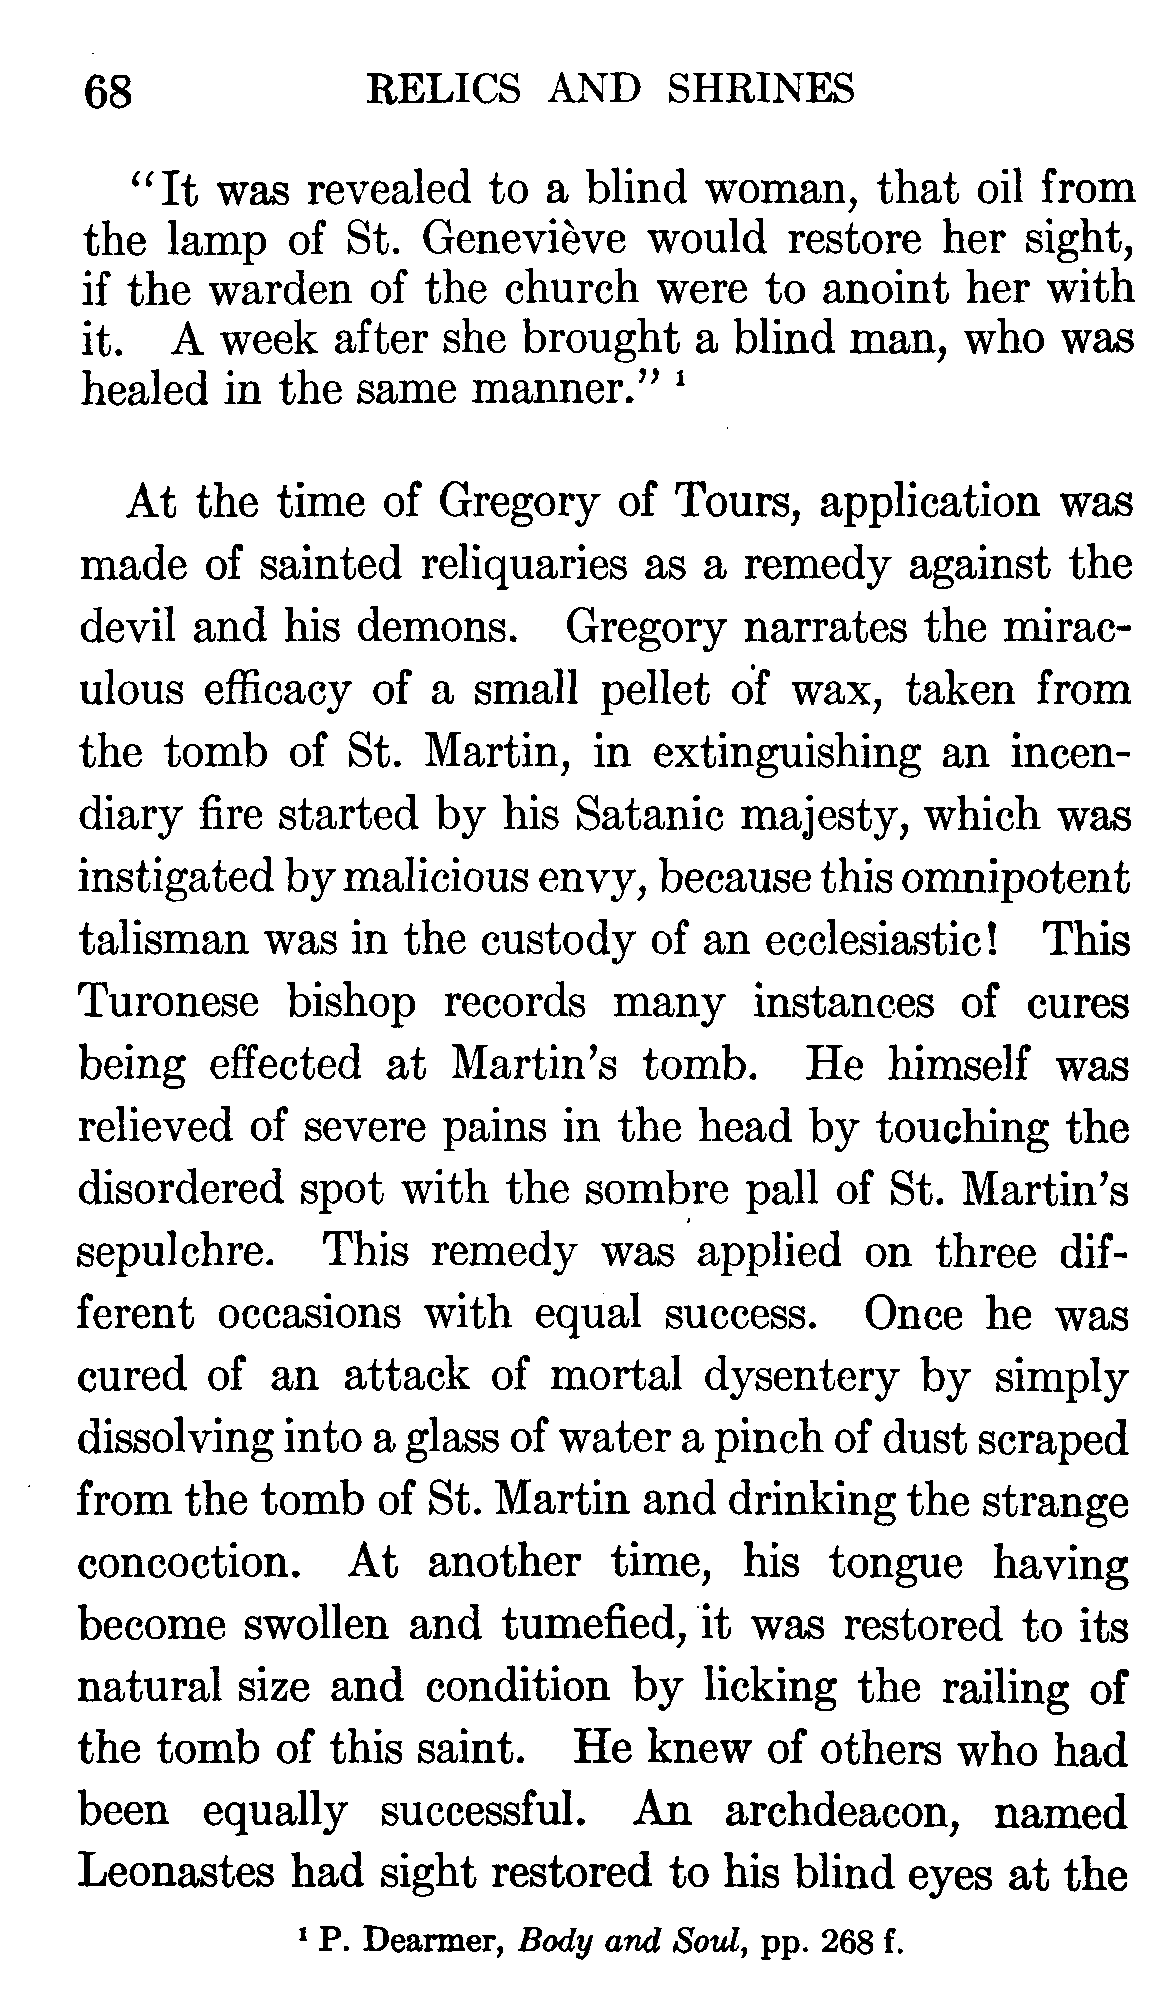 68 RELICS AND SHRINES
"It was revealed to a blind woman, that oil from
the lamp of St. Geneviève would restore her sight,
if the warden of the church were to anoint her with
it. A week after she brought a blind man, who was
healed in the same manner." ¹
At the time of Gregory of Tours, application was
made of sainted reliquaries as a remedy against the
devil and his demons. Gregory narrates the mirac-
ulous efficacy of a small pellet of wax, taken from
the tomb of St. Martin, in extinguishing an incen-
diary fire started by his Satanic majesty, which was
instigated by malicious envy, because this omnipotent
talisman was in the custody of an ecclesiastic! This
Turonese bishop records many instances of cures
being effected at Martin's tomb. He himself was
relieved of severe pains in the head by touching the
disordered spot with the sombre pall of St. Martin's
sepulchre. This remedy was applied on three dif-
ferent occasions with equal success. Once he was
cured of an attack of mortal dysentery by simply
dissolving into a glass of water a pinch of dust scraped
from the tomb of St. Martin and drinking the strange
concoction. At another time, his tongue having
become swollen and tumefied, it was restored to its
natural size and condition by licking the railing of
the tomb of this saint. He knew of others who had
been equally successful. An archdeacon, named
Leonastes had sight restored to his blind eyes at the
¹ P. Dearmer, Body and Soul, pp. 268 f.